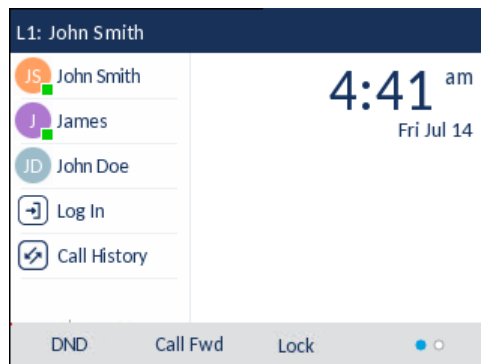 L1: John Smith
JS John Smith
J James
JD John Doe
Log In
Call History
4:41 am
Fri Jul 14
DND Call Fwd Lock